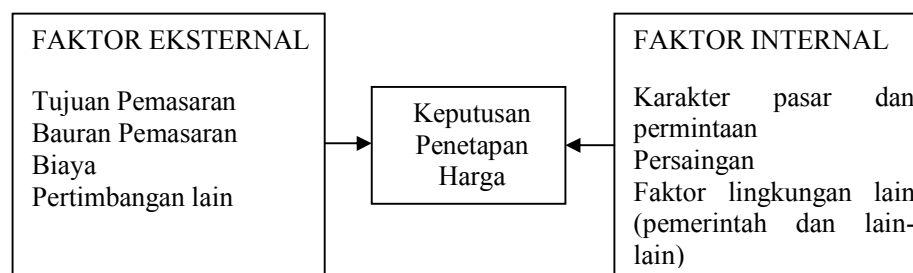 FAKTOR EKSTERNAL
Tujuan Pemasaran
Bauran Pemasaran
Biaya
Pertimbangan lain
Keputusan
Penetapan
Harga
FAKTOR INTERNAL
Karakter pasar dan
permintaan
Persaingan
Faktor lingkungan lain
(pemerintah dan lain-
lain)